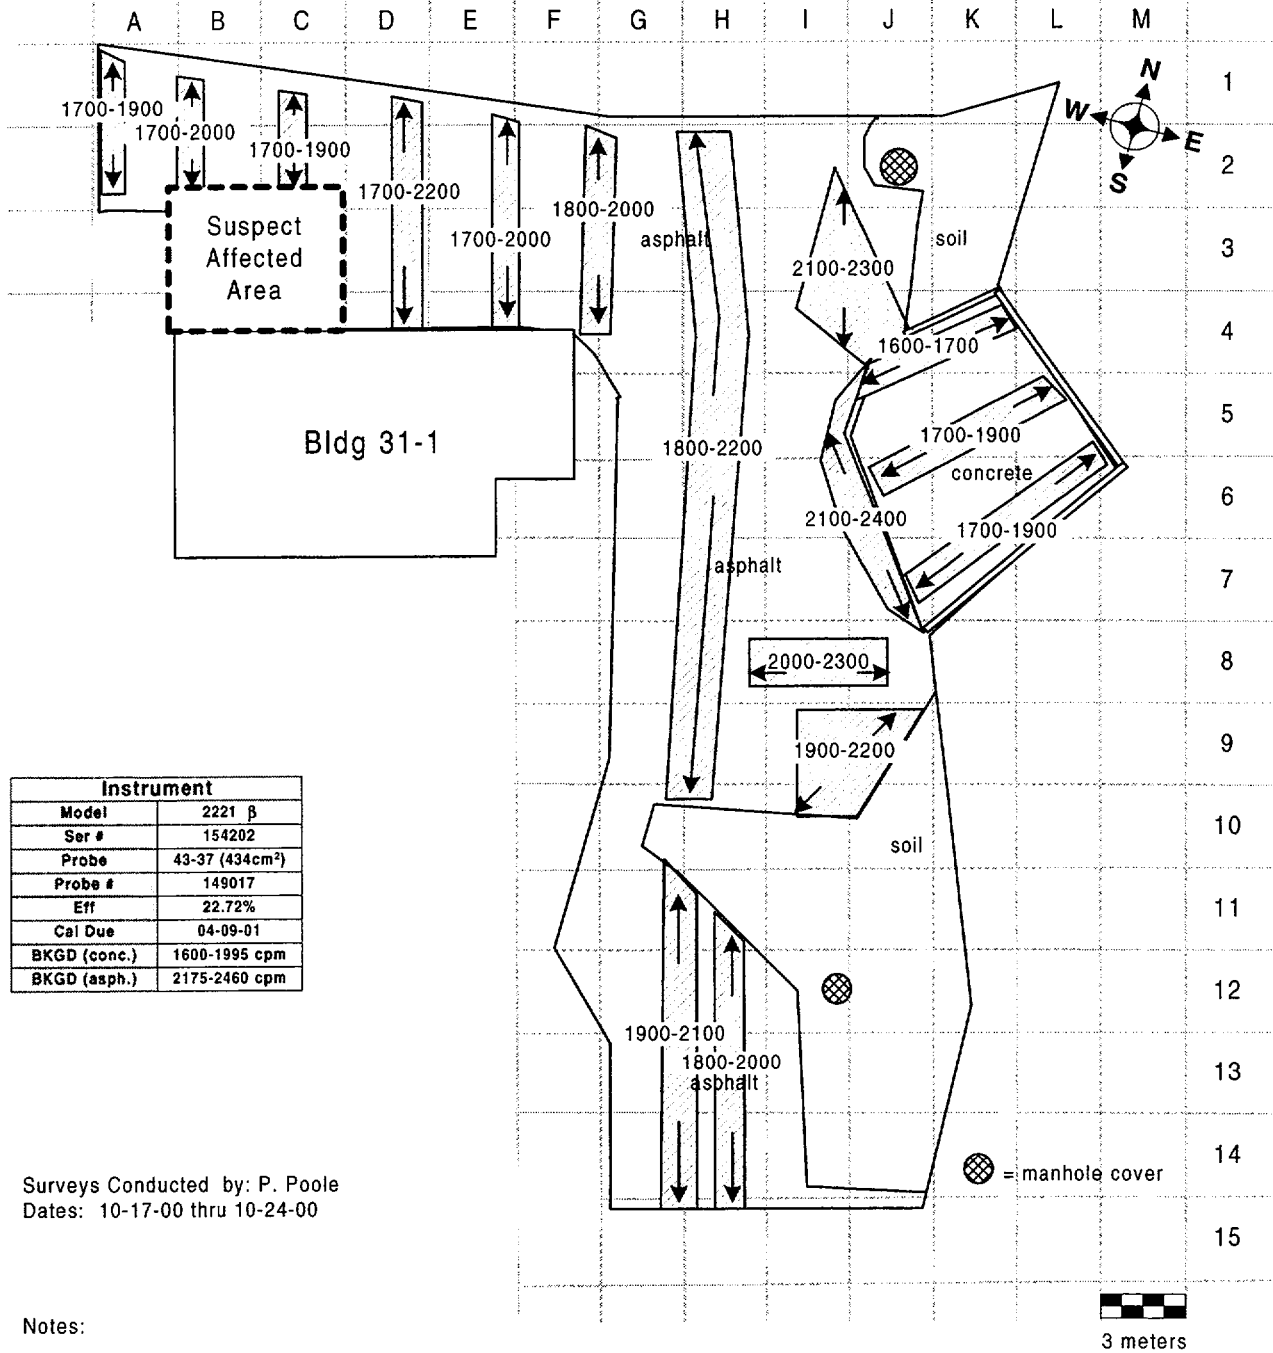 A B C D E F G H I J K L M
1
N
W
E
S
1700-1900
1700-2000
1700-1900
2
1700-2200
1800-2000
Suspect
Affected
Area
1700-2000
asphalt
soil
3
2100-2300
4
1600-1700
5
Bldg 31-1
1800-2200
1700-1900
concrete
6
2100-2400
1700-1900
asphalt
7
2000-2300
8
1900-2200
9
Instrument
Model 2221 β
Ser # 154202
Probe 43-37 (434cm²)
Probe # 149017
Eff 22.72%
Cal Due 04-09-01
BKGD (conc.) 1600-1995 cpm
BKGD (asph.) 2175-2460 cpm
10
soil
11
12
1900-2100
1800-2000
asphalt
13
14
= manhole cover
Surveys Conducted by: P. Poole
Dates: 10-17-00 thru 10-24-00
15
Notes:
3 meters